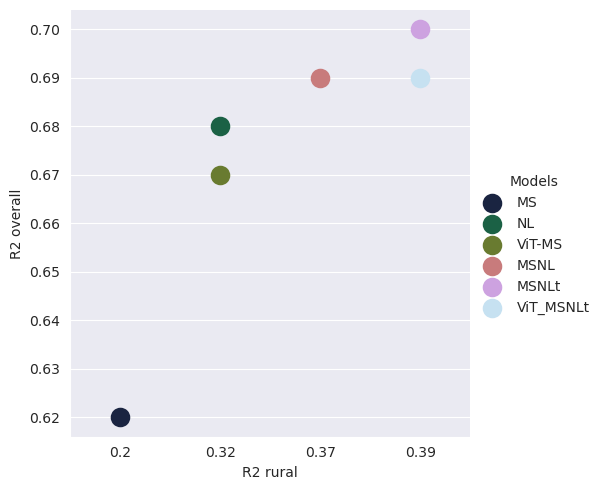 0.70
0.69
0.68
0.67
0.66
0.65
0.64
0.63
0.62
R2 overall
0.2 0.32 0.37 0.39
R2 rural
Models
MS
NL
ViT-MS
MSNL
MSNLt
ViT_MSNLt